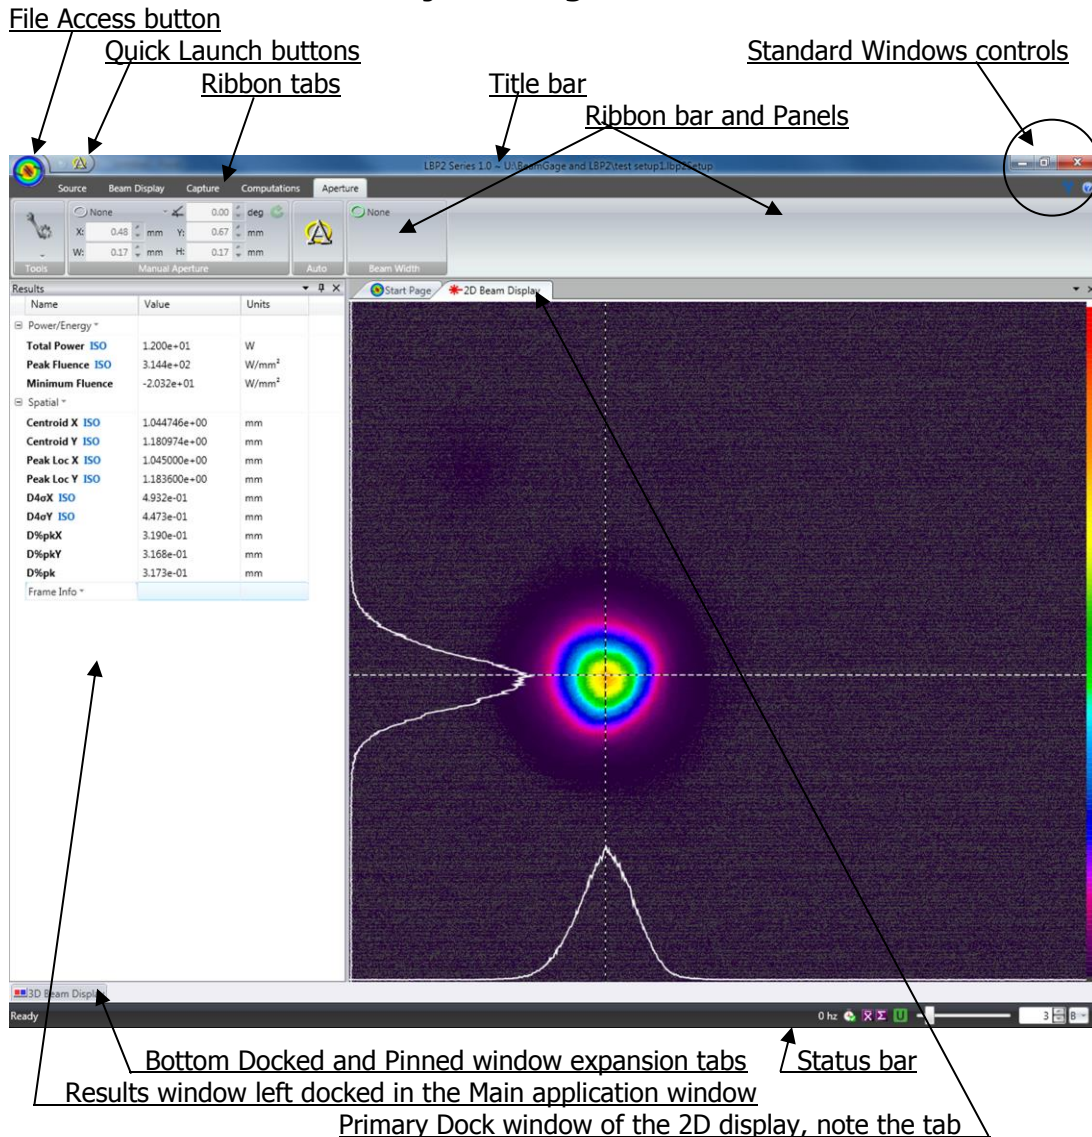 File Access button
Quick Launch buttons
Standard Windows controls
Ribbon tabs
Title bar
Ribbon bar and Panels
LBP2 Series 1.0 ~ U:\BeamGage and LBP2\test setup1.lbp2Setup
Source Beam Display Capture Computations Aperture
None 0.00 deg None
X: 0.48 mm Y: 0.67 mm
W: 0.17 mm H: 0.17 mm
Tools Manual Aperture Auto Beam Width
Results Start Page 2D Beam Display
Name Value Units
Power/Energy
Total Power ISO 1.200e+01 W
Peak Fluence ISO 3.144e+02 W/mm²
Minimum Fluence -2.032e+01 W/mm²
Spatial
Centroid X ISO 1.044746e+00 mm
Centroid Y ISO 1.180974e+00 mm
Peak Loc X ISO 1.045000e+00 mm
Peak Loc Y ISO 1.183600e+00 mm
D4σX ISO 4.932e-01 mm
D4σY ISO 4.473e-01 mm
D%pkX 3.190e-01 mm
D%pkY 3.168e-01 mm
D%pk 3.173e-01 mm
Frame Info
3D Beam Display
Ready 0 hz Σ U 3 B
Bottom Docked and Pinned window expansion tabs Status bar
Results window left docked in the Main application window
Primary Dock window of the 2D display, note the tab